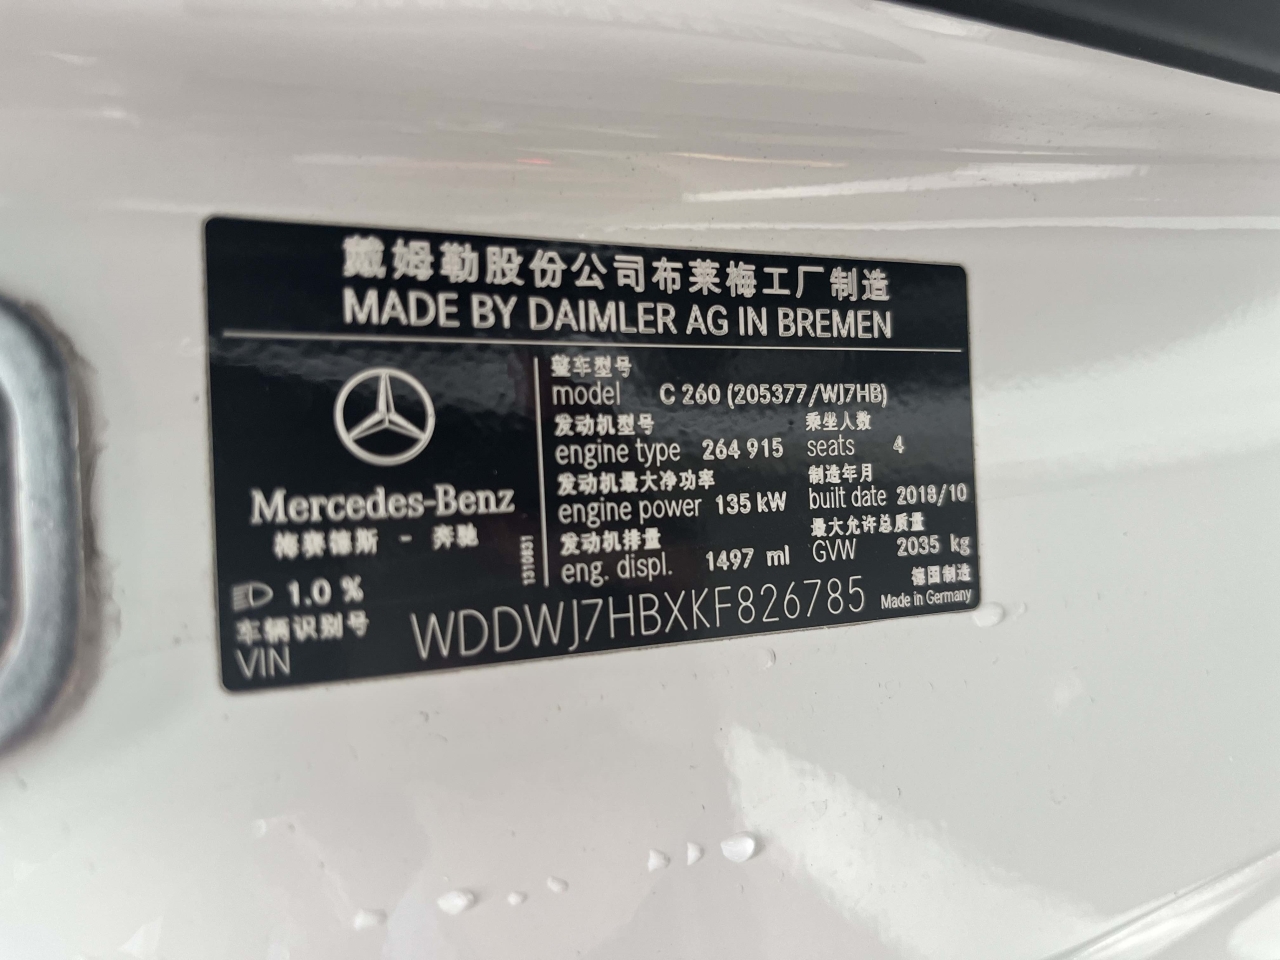 戴姆勒股份公司布莱梅工厂制造
MADE BY DAIMLER AG IN BREMEN
Mercedes-Benz
梅赛德斯 - 奔驰
1.0 %
1310831
整车型号
model C 260 (205377/WJ7HB)
发动机型号
engine type 264 915
乘坐人数
seats 4
发动机最大净功率
engine power 135 kW
制造年月
built date 2018/10
发动机排量
eng. displ. 1497 ml
最大允许总质量
GVW 2035 kg
德国制造
Made in Germany
车辆识别号
VIN WDDWJ7HBXKF826785